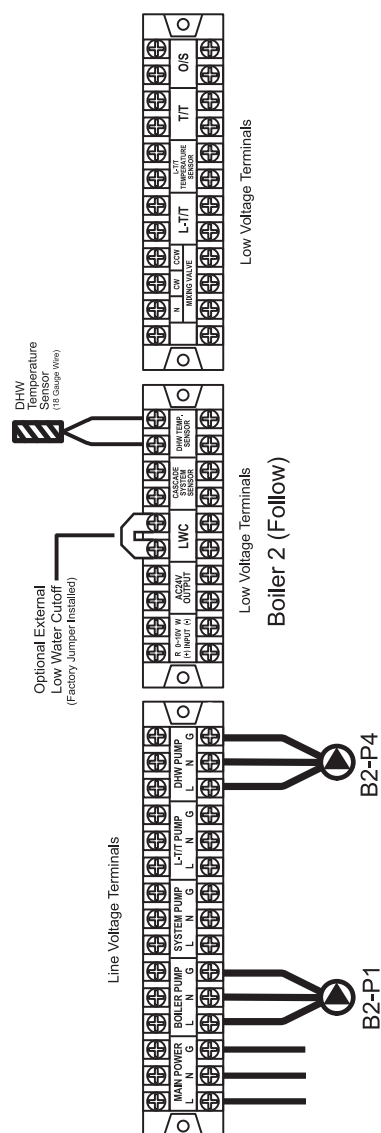 Line Voltage Terminals
MAIN POWER
L N G
BOILER PUMP
L N G
SYSTEM PUMP
L N G
L-T/T PUMP
L N G
DHW PUMP
L N G
B2-P1
B2-P4
Optional External
Low Water Cutoff
(Factory Jumper Installed)
DHW
Temperature
Sensor
(18 Gauge Wire)
R 0~10V W
(+) INPUT (-)
AC24V
OUTPUT
LWC
CASCADE
SYSTEM
SENSOR
DHW TEMP.
SENSOR
Low Voltage Terminals
Boiler 2 (Follow)
N CW CCW
MIXING VALVE
L-T/T
L-T/T
TEMPERATURE
SENSOR
T/T
O/S
Low Voltage Terminals